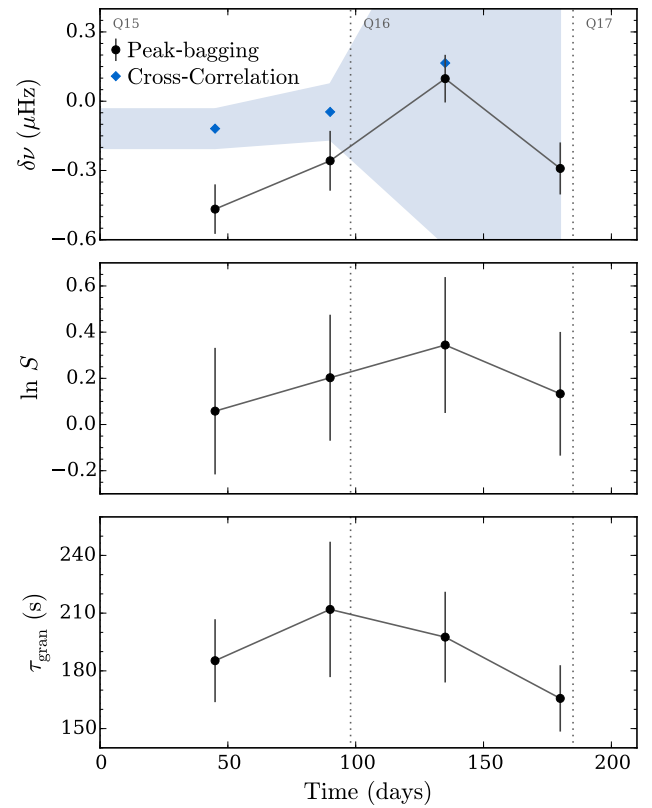 Q15 Q16 Q17
Peak-bagging
Cross-Correlation
0.3
0.0
−0.3
−0.6
δν (μHz)
0.6
0.4
0.2
0.0
−0.2
ln S
240
210
180
150
τgran (s)
0 50 100 150 200
Time (days)